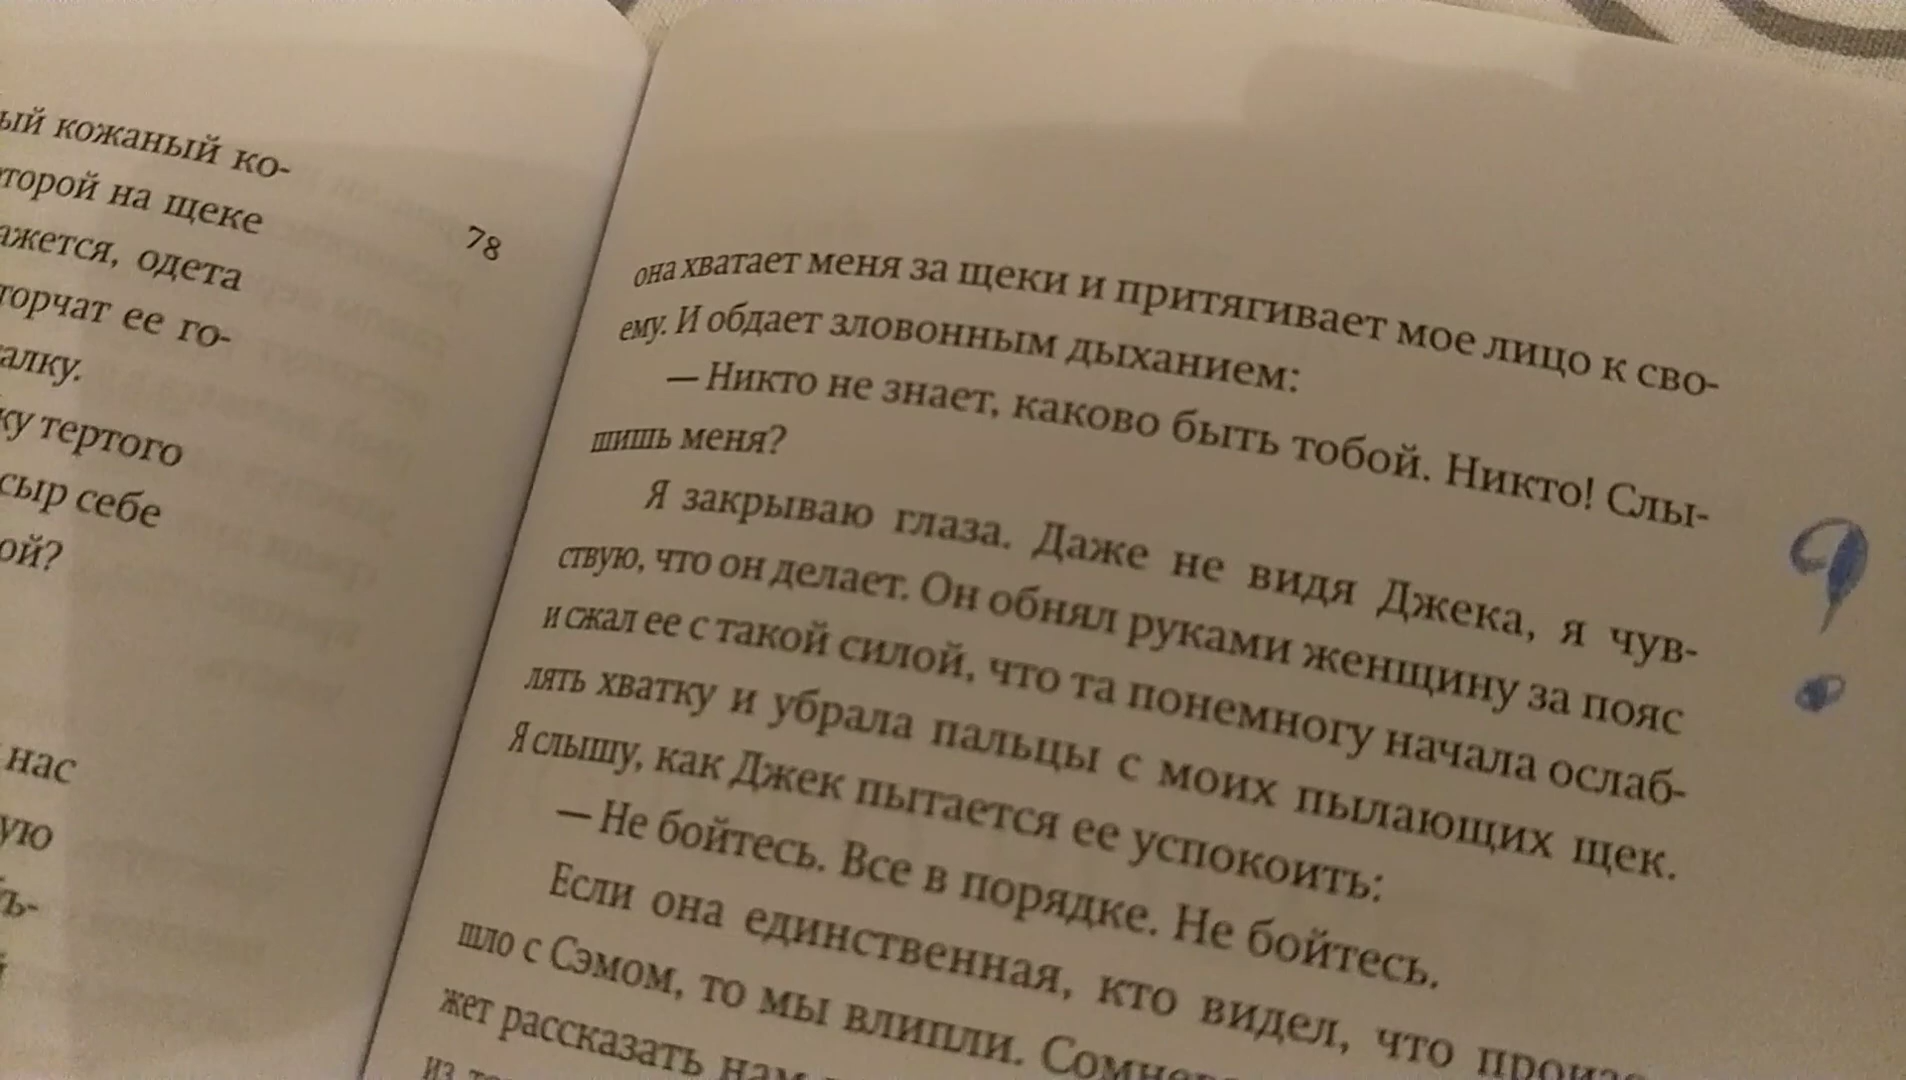 ый кожаный ко-
торой на щеке
ажется, одета
торчат ее го-
алку.
ку тертого
сыр себе
ой?
нас
ую
ъ-
й
78
она хватает меня за щеки и притягивает мое лицо к сво-
ему. И обдает зловонным дыханием:
— Никто не знает, каково быть тобой. Никто! Слы-
шишь меня?
Я закрываю глаза. Даже не видя Джека, я чув-
ствую, что он делает. Он обнял руками женщину за пояс
и сжал ее с такой силой, что та понемногу начала ослаб-
лять хватку и убрала пальцы с моих пылающих щек.
Я слышу, как Джек пытается ее успокоить:
— Не бойтесь. Все в порядке. Не бойтесь.
Если она единственная, кто видел, что произо
шло с Сэмом, то мы влипли. Сомнева
жет рассказать нам
из